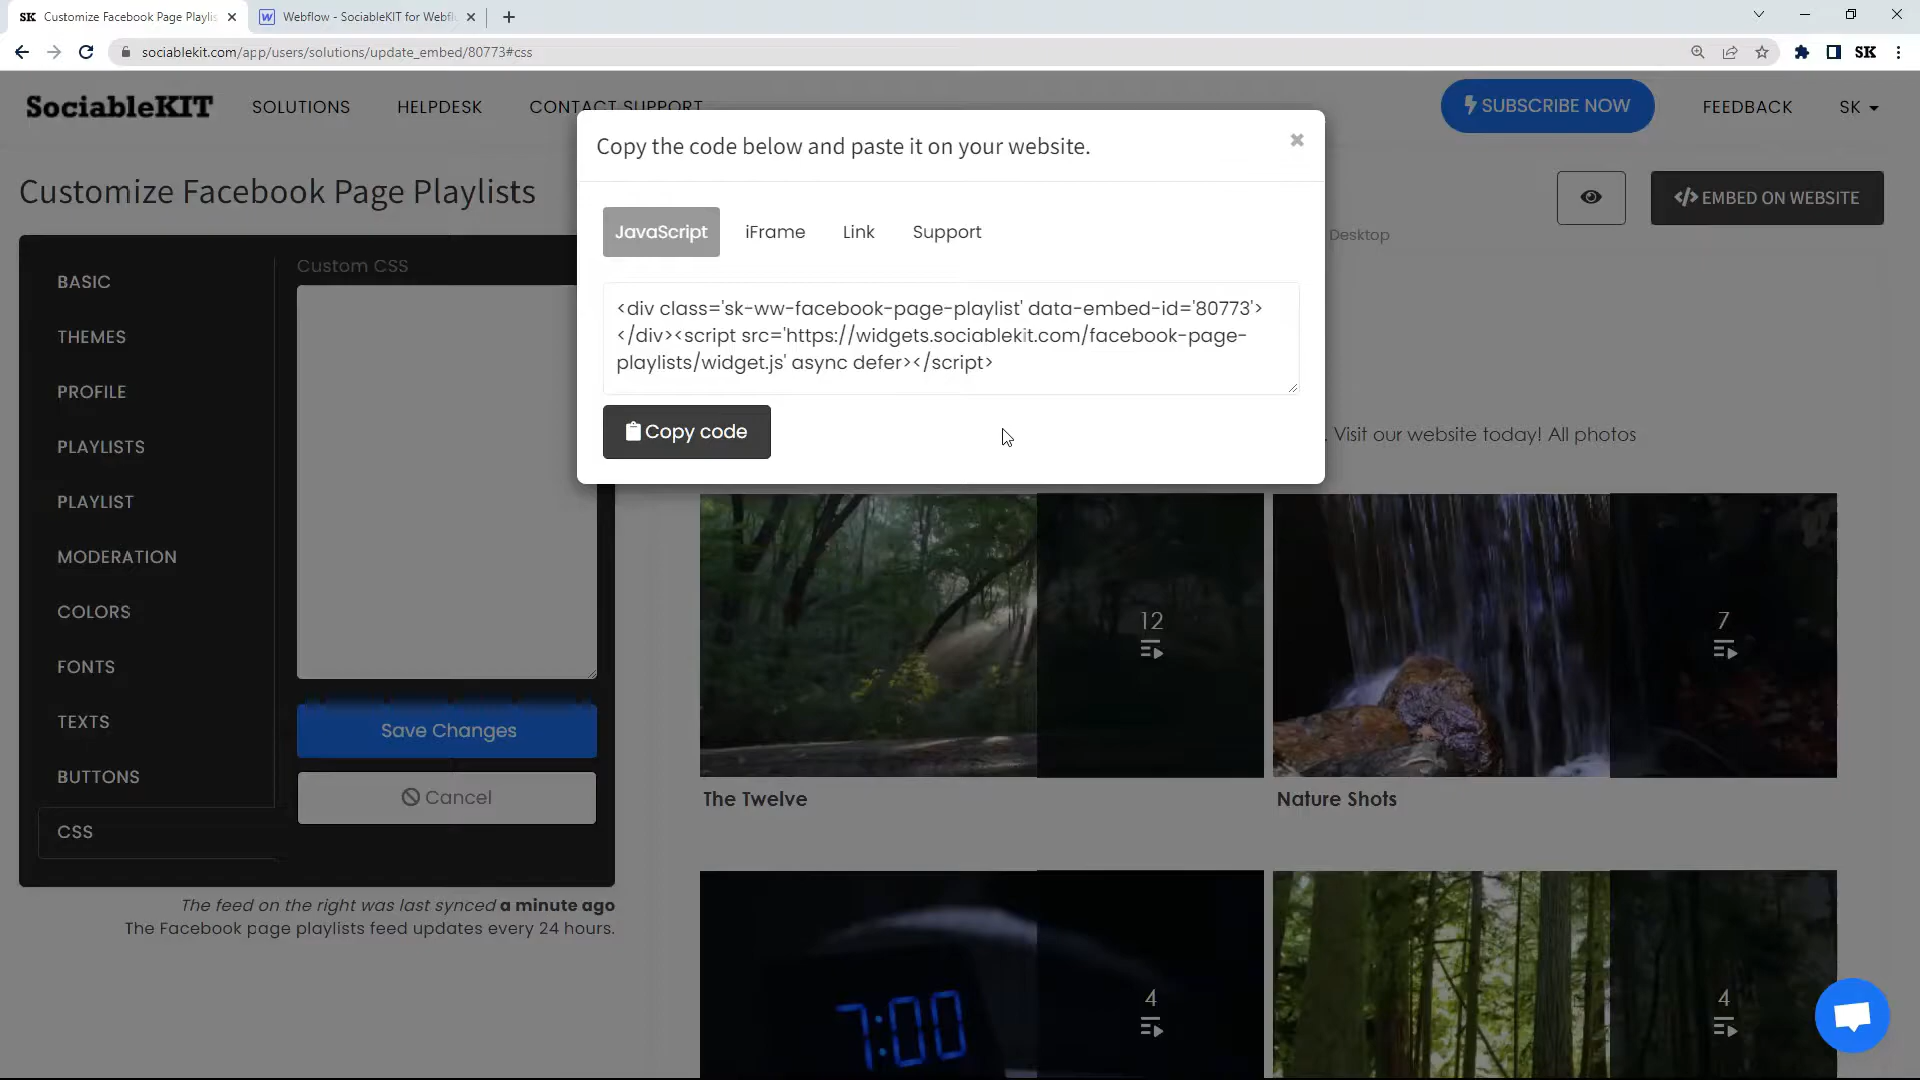 SK Customize Facebook Page Playlis
W Webflow - SociableKIT for Webfl
sociablekit.com/app/users/solutions/update_embed/80773#css
SK
SociableKIT
SOLUTIONS
HELPDESK
CONTACT SUPPORT
SUBSCRIBE NOW
FEEDBACK
SK
Customize Facebook Page Playlists
EMBED ON WEBSITE
Desktop
Copy the code below and paste it on your website.
JavaScript
iFrame
Link
Support
<div class='sk-ww-facebook-page-playlist' data-embed-id='80773'>
</div><script src='https://widgets.sociablekit.com/facebook-page-
playlists/widget.js' async defer></script>
Copy code
BASIC
THEMES
PROFILE
PLAYLISTS
PLAYLIST
MODERATION
COLORS
FONTS
TEXTS
BUTTONS
CSS
Custom CSS
Save Changes
Cancel
The feed on the right was last synced a minute ago
The Facebook page playlists feed updates every 24 hours.
. Visit our website today! All photos
12
7
The Twelve
Nature Shots
7:00
4
4